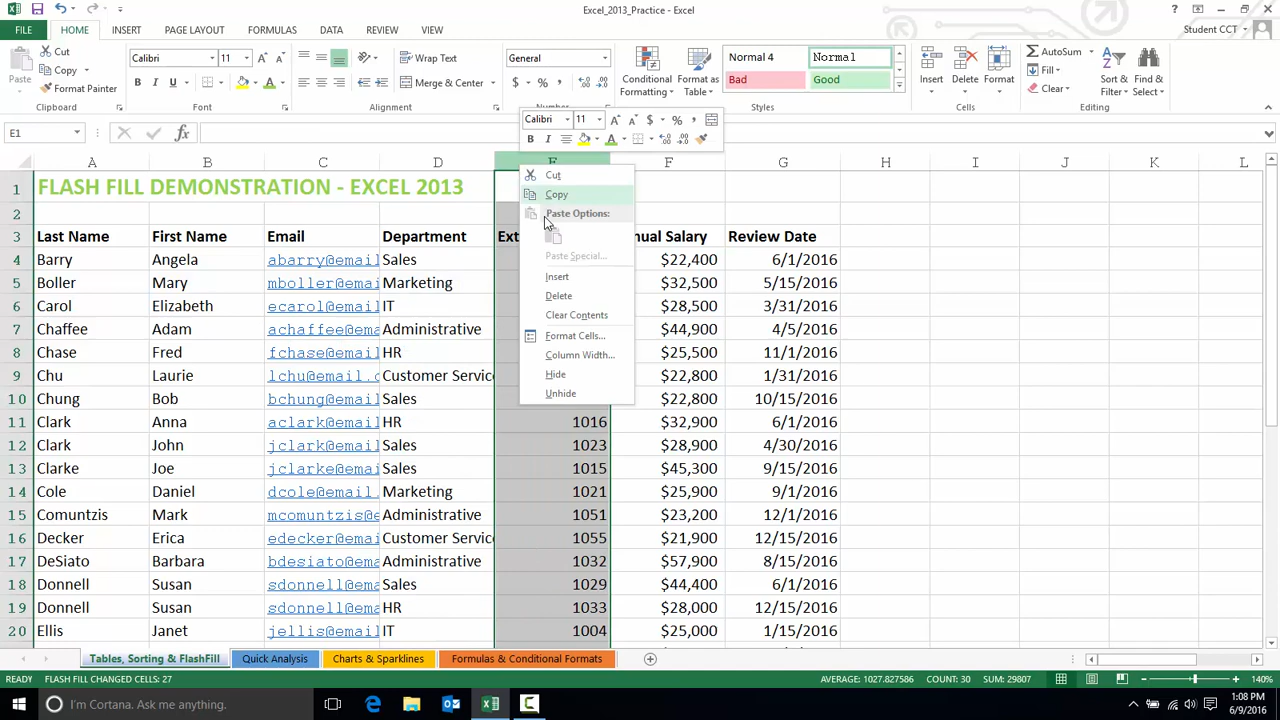 Excel_2013_Practice - Excel
Student CCT
FILE HOME INSERT PAGE LAYOUT FORMULAS DATA REVIEW VIEW
Paste
Cut
Copy
Format Painter
Clipboard
Calibri 11
B I U
Font
Wrap Text
Merge & Center
Alignment
General
$ % ,
Conditional Formatting
Format as Table
Normal 4 Normal
Bad Good
Styles
Insert Delete Format
Cells
AutoSum
Fill
Clear
Sort & Filter
Find & Select
Editing
E1
fx
Calibri 11 $ % ,
B I
A B C D F G H I J K L
1 FLASH FILL DEMONSTRATION - EXCEL 2013
2
3 Last Name First Name Email Department Review Date
4 Barry Angela abarry@email Sales $22,400 6/1/2016
5 Boller Mary mboller@email Marketing $32,500 5/15/2016
6 Carol Elizabeth ecarol@email IT $28,500 3/31/2016
7 Chaffee Adam achaffee@email Administrative $44,900 4/5/2016
8 Chase Fred fchase@email HR $25,500 11/1/2016
9 Chu Laurie lchu@email.c Customer Service $22,800 1/31/2016
10 Chung Bob bchung@email Sales $22,800 10/15/2016
11 Clark Anna aclark@email HR 1016 $32,900 6/1/2016
12 Clark John jclark@email Sales 1023 $28,900 4/30/2016
13 Clarke Joe jclarke@email Sales 1015 $45,300 9/15/2016
14 Cole Daniel dcole@email. Marketing 1021 $25,900 9/1/2016
15 Comuntzis Mark mcomuntzis@e Administrative 1051 $23,200 12/1/2016
16 Decker Erica edecker@email Customer Service 1055 $21,900 12/15/2016
17 DeSiato Barbara bdesiato@email Administrative 1032 $57,900 8/15/2016
18 Donnell Susan sdonnell@ema Sales 1029 $44,400 6/1/2016
19 Donnell Susan sdonnell@ema HR 1033 $28,000 12/15/2016
20 Ellis Janet jellis@email IT 1004 $25,000 1/15/2016
Cut
Copy
Paste Options:
Paste Special...
Insert
Delete
Clear Contents
Format Cells...
Column Width...
Hide
Unhide
Tables, Sorting & FlashFill Quick Analysis Charts & Sparklines Formulas & Conditional Formats
READY FLASH FILL CHANGED CELLS: 27 AVERAGE: 1027.827586 COUNT: 30 SUM: 29807 140%
I'm Cortana. Ask me anything.
1:08 PM
6/9/2016